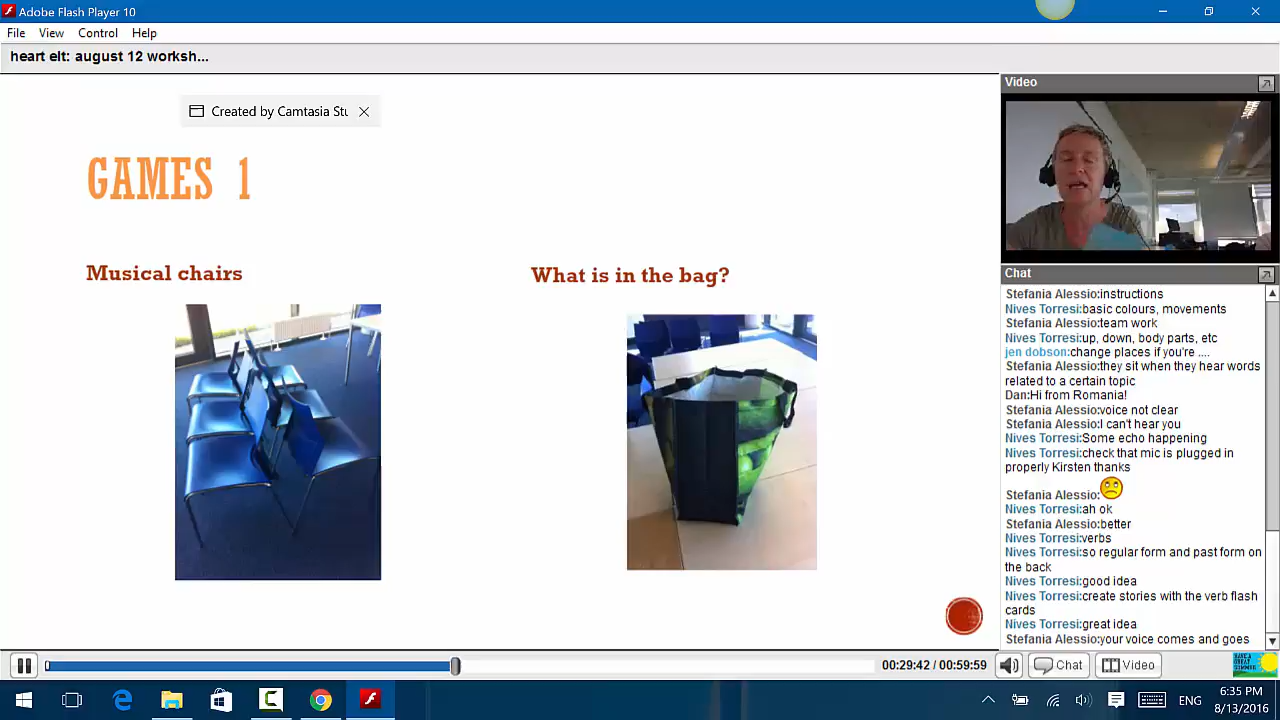 Adobe Flash Player 10
File View Control Help
heart elt: august 12 worksh...
Created by Camtasia Stu
GAMES 1
Musical chairs
What is in the bag?
Video
Chat
Stefania Alessio:instructions
Nives Torresi:basic colours, movements
Stefania Alessio:team work
Nives Torresi:up, down, body parts, etc
jen dobson:change places if you're ....
Stefania Alessio:they sit when they hear words
related to a certain topic
Dan:Hi from Romania!
Stefania Alessio:voice not clear
Stefania Alessio:I can't hear you
Nives Torresi:Some echo happening
Nives Torresi:check that mic is plugged in
properly Kirsten thanks
Stefania Alessio:
Nives Torresi:ah ok
Stefania Alessio:better
Nives Torresi:verbs
Nives Torresi:so regular form and past form on
the back
Nives Torresi:good idea
Nives Torresi:create stories with the verb flash
cards
Nives Torresi:great idea
Stefania Alessio:your voice comes and goes
00:29:42 / 00:59:59
Chat
Video
HAVE A GREAT SUMMER
ENG
6:35 PM
8/13/2016